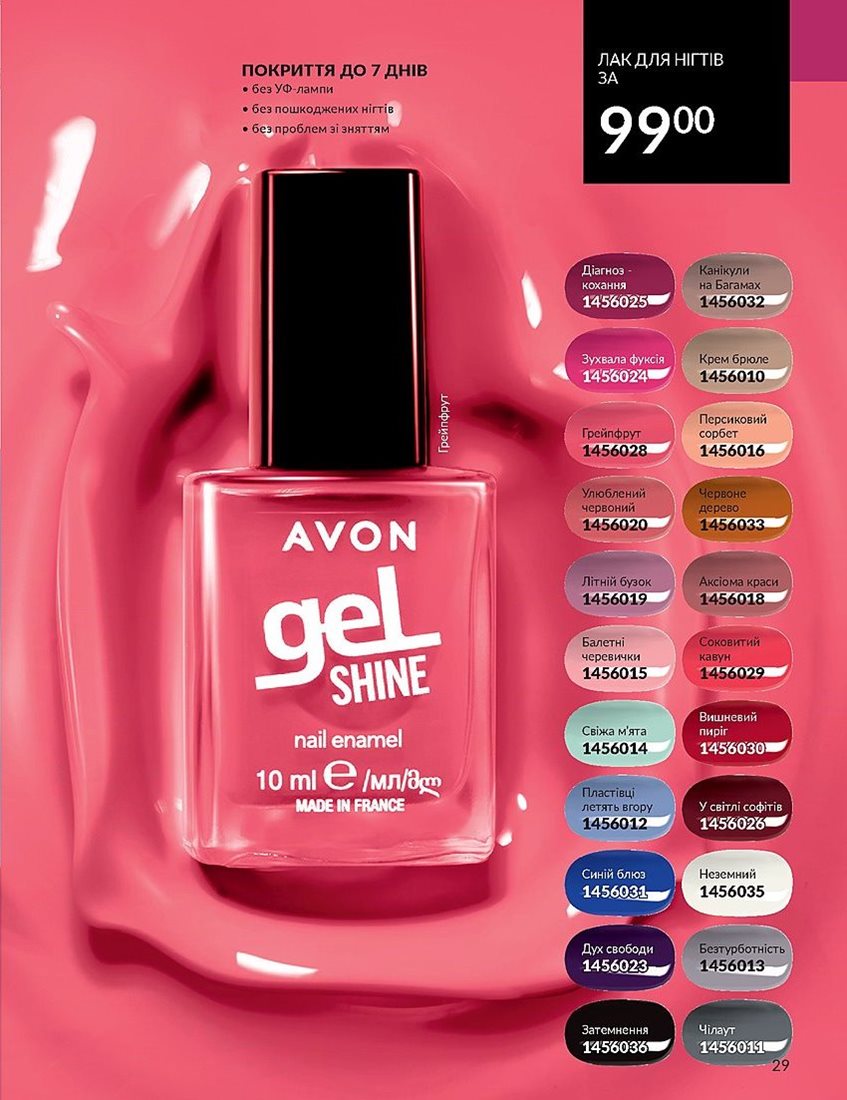 ПОКРИТТЯ ДО 7 ДНІВ
• без УФ-лампи
• без пошкоджених нігтів
• без проблем зі зняттям
ЛАК ДЛЯ НІГТІВ
ЗА
9900
Грейпфрут
AVON
gel
SHINE
nail enamel
10 ml e /мл/მლ
MADE IN FRANCE
Діагноз -
кохання
1456025
Канікули
на Багамах
1456032
Зухвала фуксія
1456024
Крем брюле
1456010
Грейпфрут
1456028
Персиковий
сорбет
1456016
Улюблений
червоний
1456020
Червоне
дерево
1456033
Літній бузок
1456019
Аксіома краси
1456018
Балетні
черевички
1456015
Соковитий
кавун
1456029
Свіжа м'ята
1456014
Вишневий
пиріг
1456030
Пластівці
летять вгору
1456012
У світлі софітів
1456026
Синій блюз
1456031
Неземний
1456035
Дух свободи
1456023
Безтурботність
1456013
Затемнення
1456036
Чілаут
1456011
29